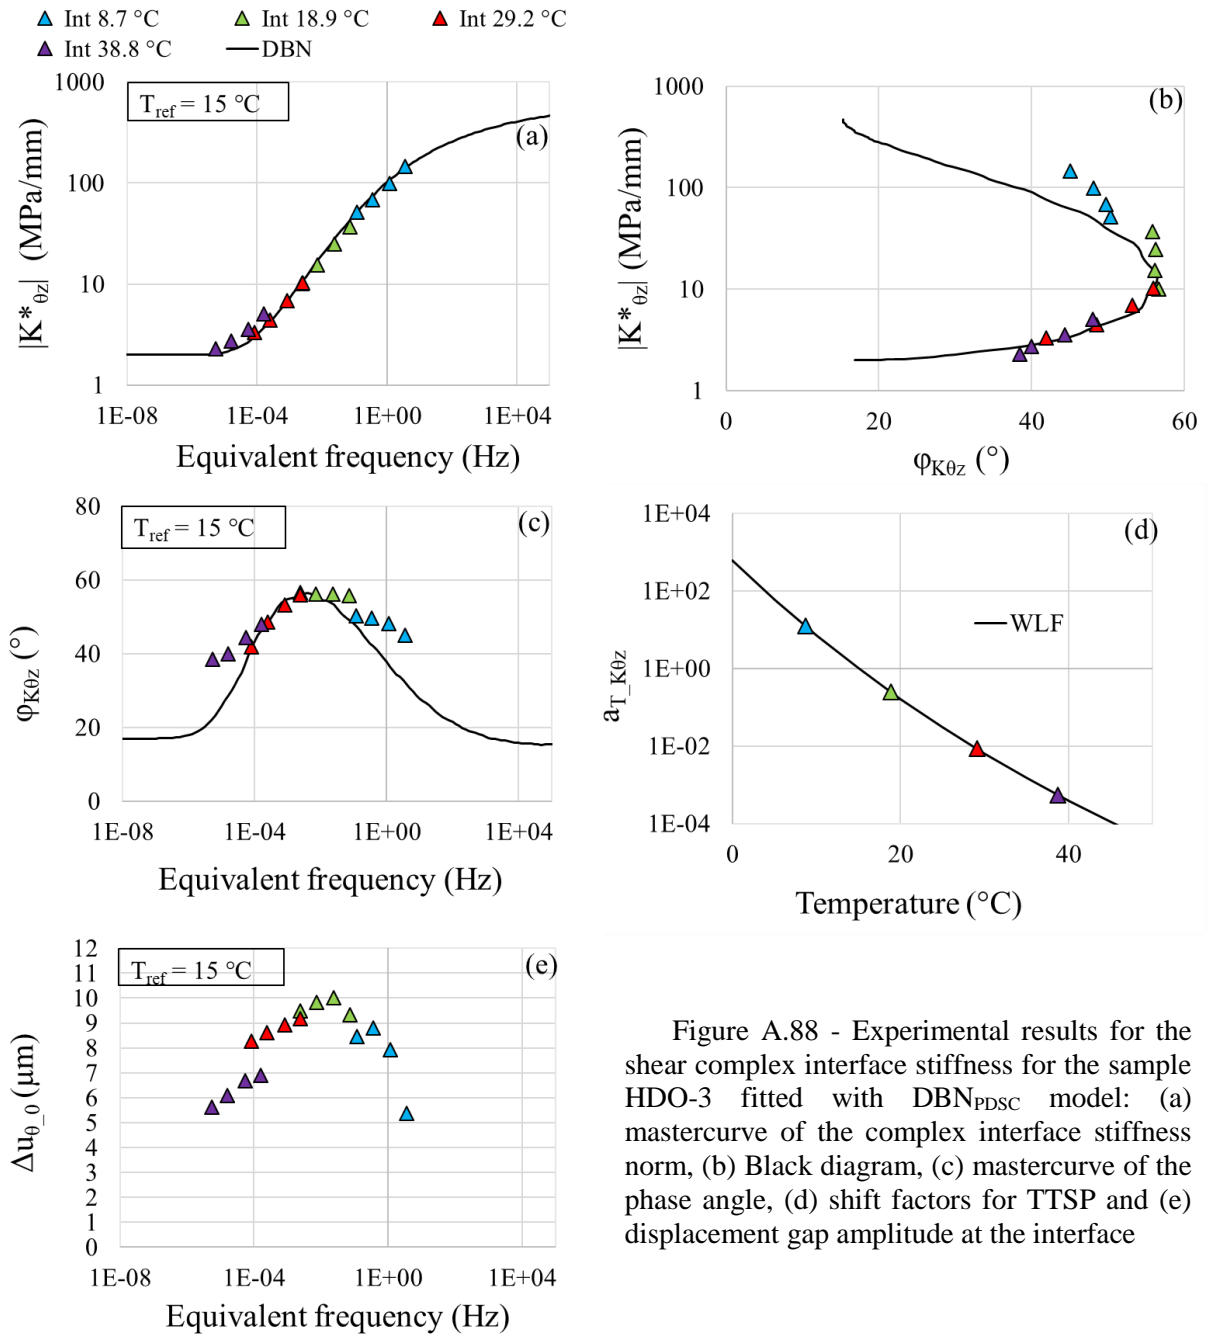 Int 8.7 °C Int 18.9 °C Int 29.2 °C
Int 38.8 °C DBN
1000
100
10
1
|K*θz| (MPa/mm)
Tref = 15 °C
(a)
1E-08 1E-04 1E+00 1E+04
Equivalent frequency (Hz)
1000
100
10
1
|K*θz| (MPa/mm)
(b)
0 20 40 60
φKθz (°)
80
60
40
20
0
φKθz (°)
Tref = 15 °C
(c)
1E-08 1E-04 1E+00 1E+04
Equivalent frequency (Hz)
1E+04
1E+02
1E+00
1E-02
1E-04
aT_Kθz
(d)
WLF
0 20 40
Temperature (°C)
12
11
10
9
8
7
6
5
4
3
2
1
0
Δuθ_0 (μm)
Tref = 15 °C
(e)
1E-08 1E-04 1E+00 1E+04
Equivalent frequency (Hz)
Figure A.88 - Experimental results for the
shear complex interface stiffness for the sample
HDO-3 fitted with DBNPDSC model: (a)
mastercurve of the complex interface stiffness
norm, (b) Black diagram, (c) mastercurve of the
phase angle, (d) shift factors for TTSP and (e)
displacement gap amplitude at the interface